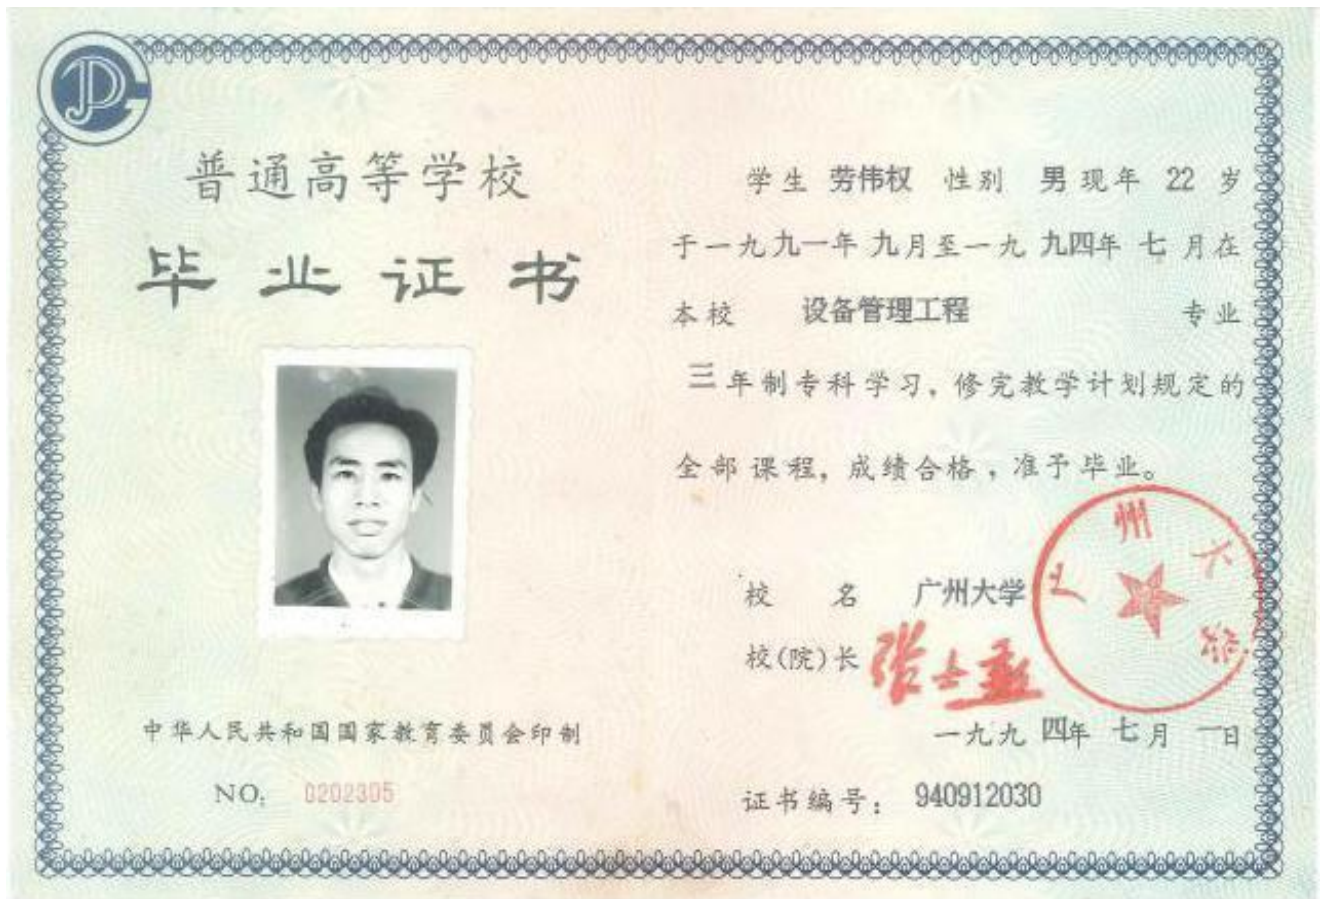 普通高等学校
毕业证书
中华人民共和国国家教育委员会印制
NO: 0202305
学生 劳伟权 性别 男 现年 22 岁
于一九九一年 九月至一九 九四年 七 月在
本校 设备管理工程 专业
三年制专科学习,修完教学计划规定的
全部课程,成绩合格,准予毕业。
校 名 广州大学
校(院)长
广州大学
一九九四年 七月 一日
证书编号: 940912030